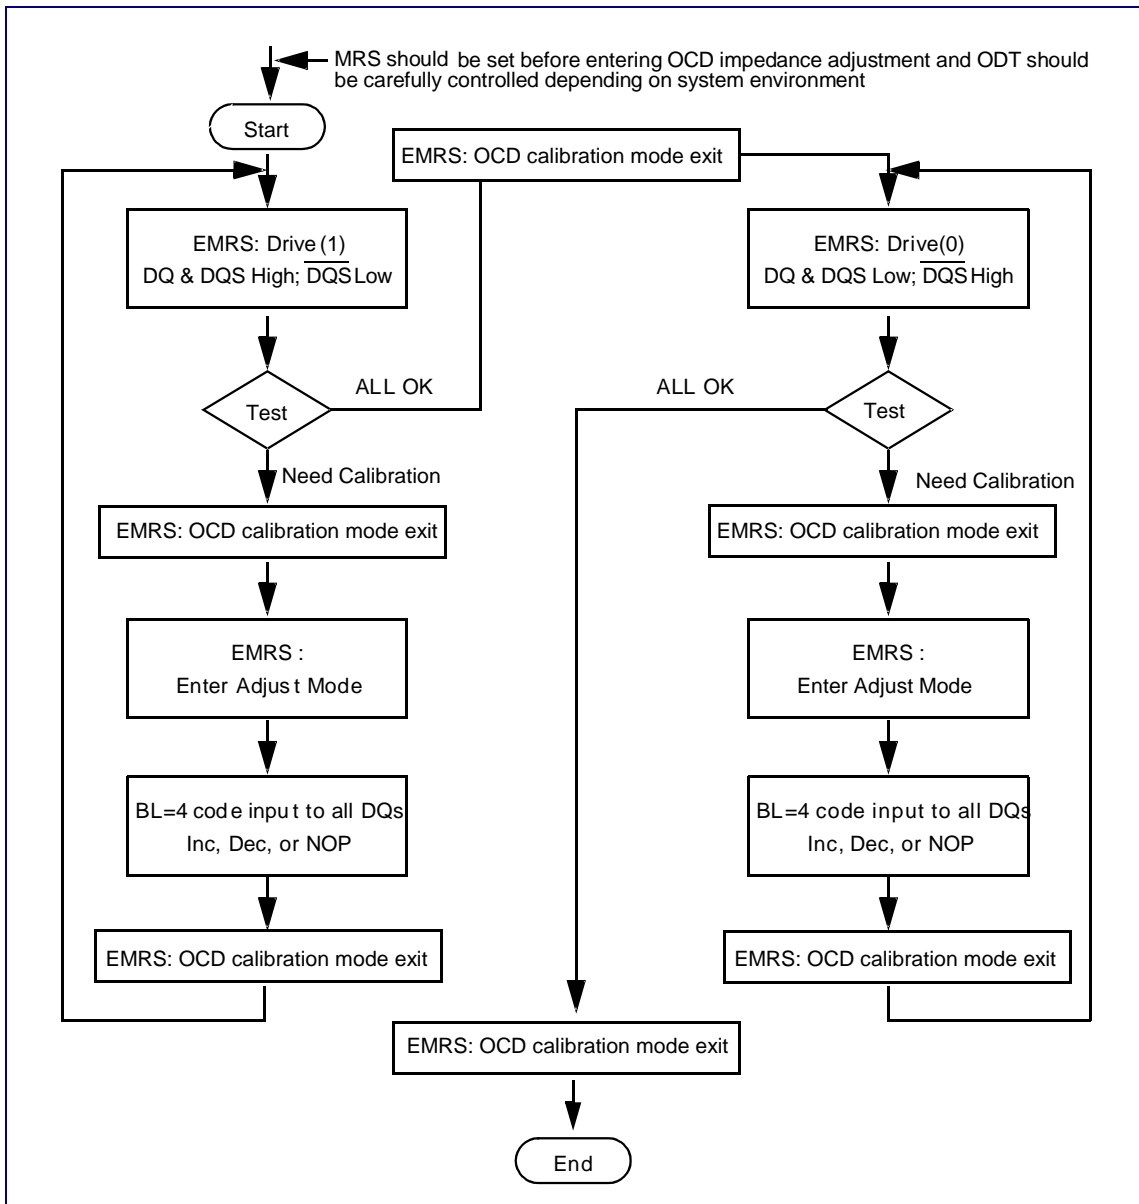 MRS should be set before entering OCD impedance adjustment and ODT should
be carefully controlled depending on system environment
Start
EMRS: OCD calibration mode exit
EMRS: Drive(1)
DQ & DQS High; D̅Q̅S̅ Low
Test
ALL OK
Need Calibration
EMRS: OCD calibration mode exit
EMRS :
Enter Adjust Mode
BL=4 code input to all DQs
Inc, Dec, or NOP
EMRS: OCD calibration mode exit
EMRS: Drive(0)
DQ & DQS Low; D̅Q̅S̅ High
ALL OK
Test
Need Calibration
EMRS: OCD calibration mode exit
EMRS :
Enter Adjust Mode
BL=4 code input to all DQs
Inc, Dec, or NOP
EMRS: OCD calibration mode exit
EMRS: OCD calibration mode exit
End